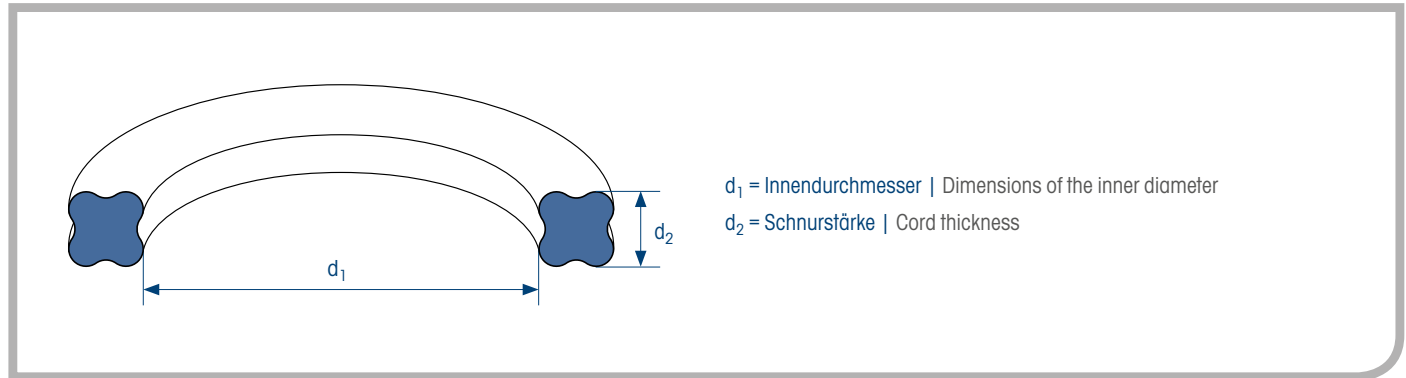 d₁ = Innendurchmesser | Dimensions of the inner diameter
d₂ = Schnurstärke | Cord thickness
d₂
d₁